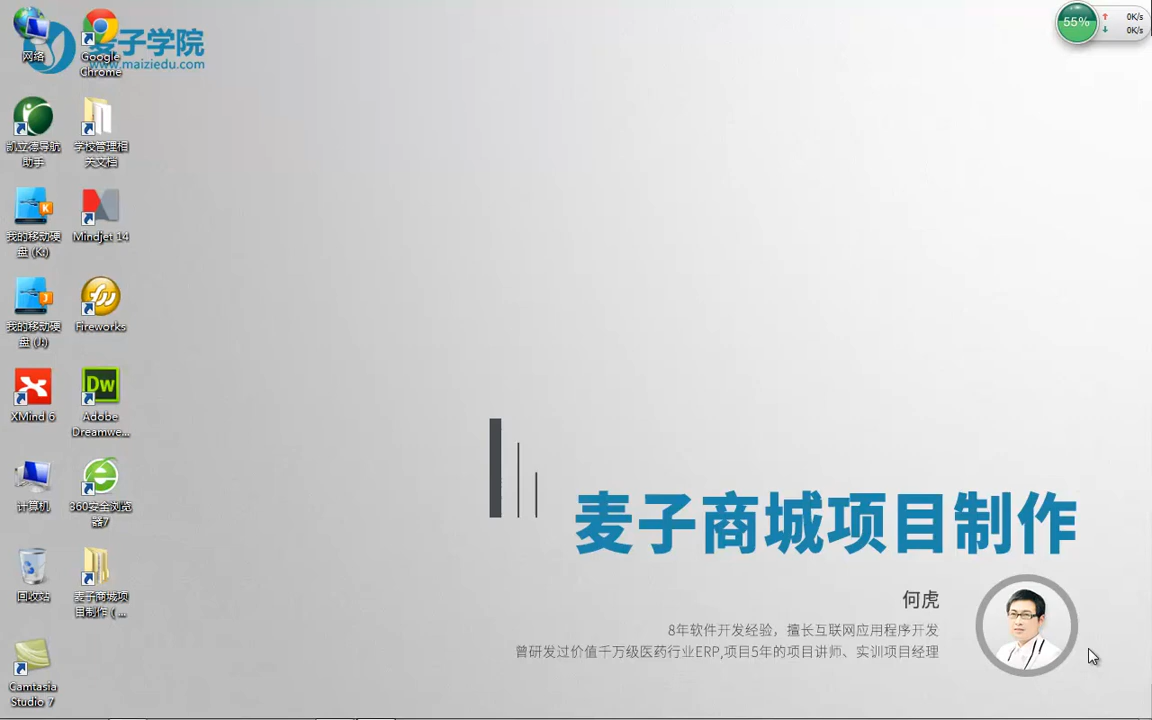 网络
Google
Chrome
麦子学院
www.maiziedu.com
55%
0K/s
0K/s
凯立德导航
助手
学校管理相
关文档
我的移动硬
盘 (K:)
Mindjet 14
我的移动硬
盘 (J:)
Fireworks
XMind 6
Dw
Adobe
Dreamwe...
计算机
360安全浏览
器7
回收站
麦子商城项
目制作 ( ...
Camtasia
Studio 7
麦子商城项目制作
何虎
8年软件开发经验，擅长互联网应用程序开发
曾研发过价值千万级医药行业ERP,项目5年的项目讲师、实训项目经理